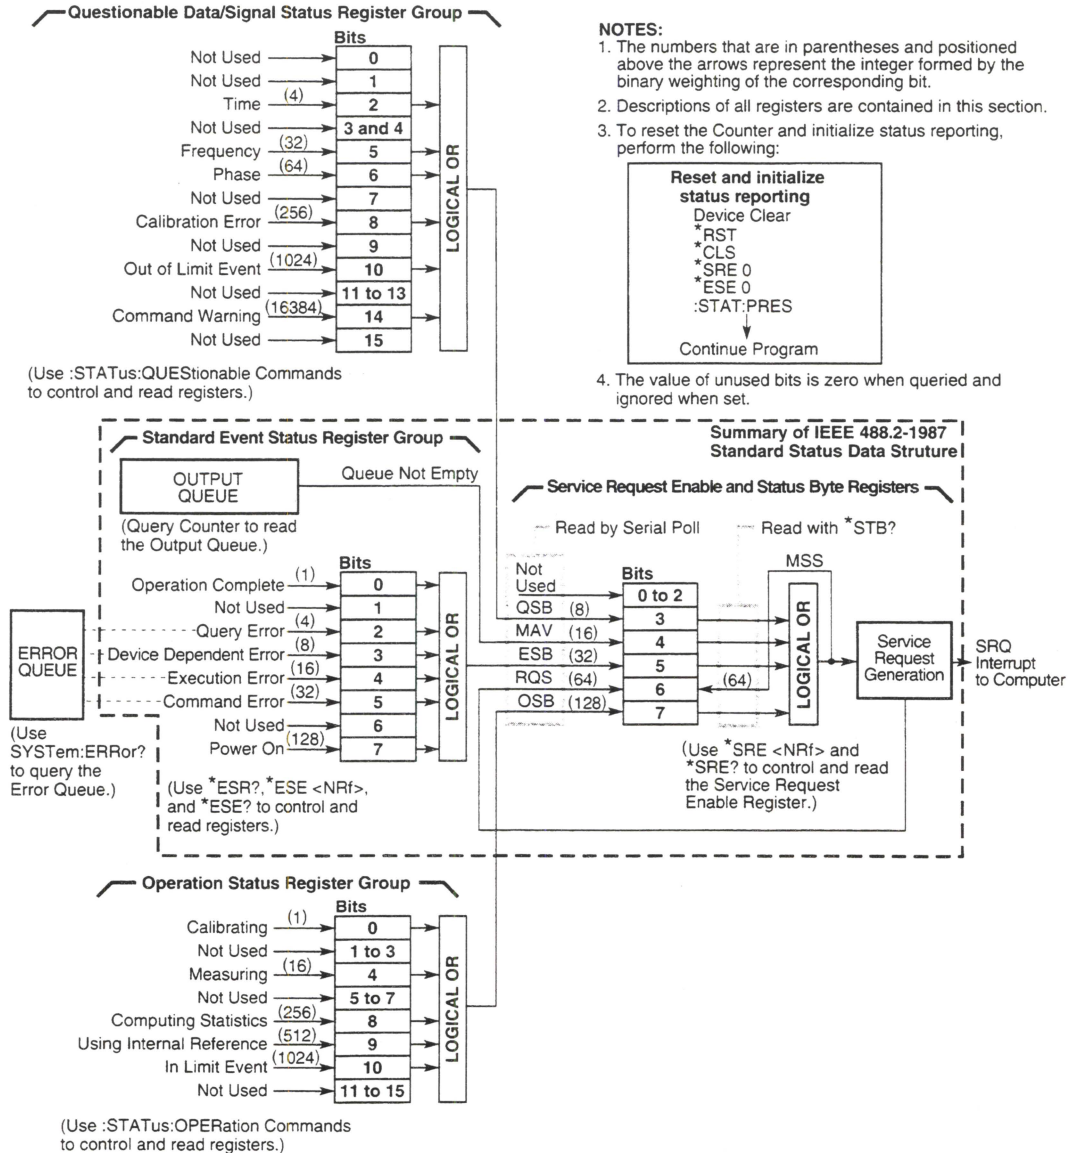 Questionable Data/Signal Status Register Group
Bits
Not Used 0
Not Used 1
Time (4) 2
Not Used 3 and 4
Frequency (32) 5
Phase (64) 6
Not Used 7
Calibration Error (256) 8
Not Used 9
Out of Limit Event (1024) 10
Not Used 11 to 13
Command Warning (16384) 14
Not Used 15
LOGICAL OR
(Use :STATus:QUEStionable Commands
to control and read registers.)
NOTES:
1. The numbers that are in parentheses and positioned
above the arrows represent the integer formed by the
binary weighting of the corresponding bit.
2. Descriptions of all registers are contained in this section.
3. To reset the Counter and initialize status reporting,
perform the following:
Reset and initialize
status reporting
Device Clear
*RST
*CLS
*SRE 0
*ESE 0
:STAT:PRES
Continue Program
4. The value of unused bits is zero when queried and
ignored when set.
Summary of IEEE 488.2-1987
Standard Status Data Struture
Standard Event Status Register Group
OUTPUT
QUEUE
Queue Not Empty
(Query Counter to read
the Output Queue.)
Bits
Operation Complete (1) 0
Not Used 1
Query Error (4) 2
Device Dependent Error (8) 3
Execution Error (16) 4
Command Error (32) 5
Not Used 6
Power On (128) 7
LOGICAL OR
ERROR
QUEUE
(Use
SYSTem:ERRor?
to query the
Error Queue.)
(Use *ESR?, *ESE <NRf>,
and *ESE? to control and
read registers.)
Service Request Enable and Status Byte Registers
Read by Serial Poll
Read with *STB?
MSS
Bits
Not
Used 0 to 2
QSB (8) 3
MAV (16) 4
ESB (32) 5
RQS (64) 6 (64)
OSB (128) 7
LOGICAL OR
Service
Request
Generation
SRQ
Interrupt
to Computer
(Use *SRE <NRf> and
*SRE? to control and read
the Service Request
Enable Register.)
Operation Status Register Group
Bits
Calibrating (1) 0
Not Used 1 to 3
Measuring (16) 4
Not Used 5 to 7
Computing Statistics (256) 8
Using Internal Reference (512) 9
In Limit Event (1024) 10
Not Used 11 to 15
LOGICAL OR
(Use :STATus:OPERation Commands
to control and read registers.)